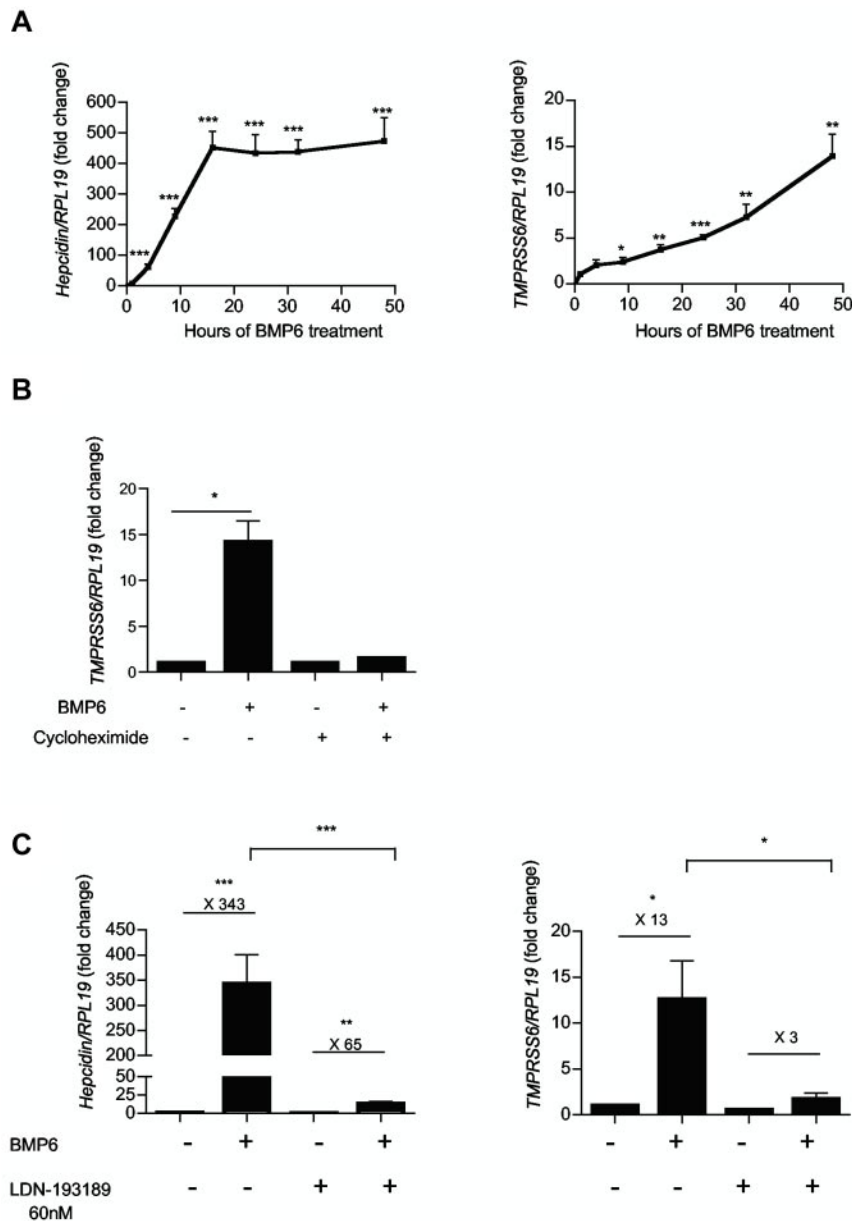 A
Hepcidin/RPL19 (fold change)
600
500
400
300
200
100
0
***
***
***
***
***
***
0 10 20 30 40 50
Hours of BMP6 treatment
TMPRSS6/RPL19 (fold change)
20
15
10
5
0
*
**
***
**
**
0 10 20 30 40 50
Hours of BMP6 treatment
B
TMPRSS6/RPL19 (fold change)
20
15
10
5
0
*
BMP6 - + - +
Cycloheximide - - + +
C
Hepcidin/RPL19 (fold change)
450
400
350
300
250
200
50
25
0
***
***
X 343
**
X 65
TMPRSS6/RPL19 (fold change)
20
15
10
5
0
*
*
X 13
X 3
BMP6 - + - + - + - +
LDN-193189 - - + + - - + +
60nM